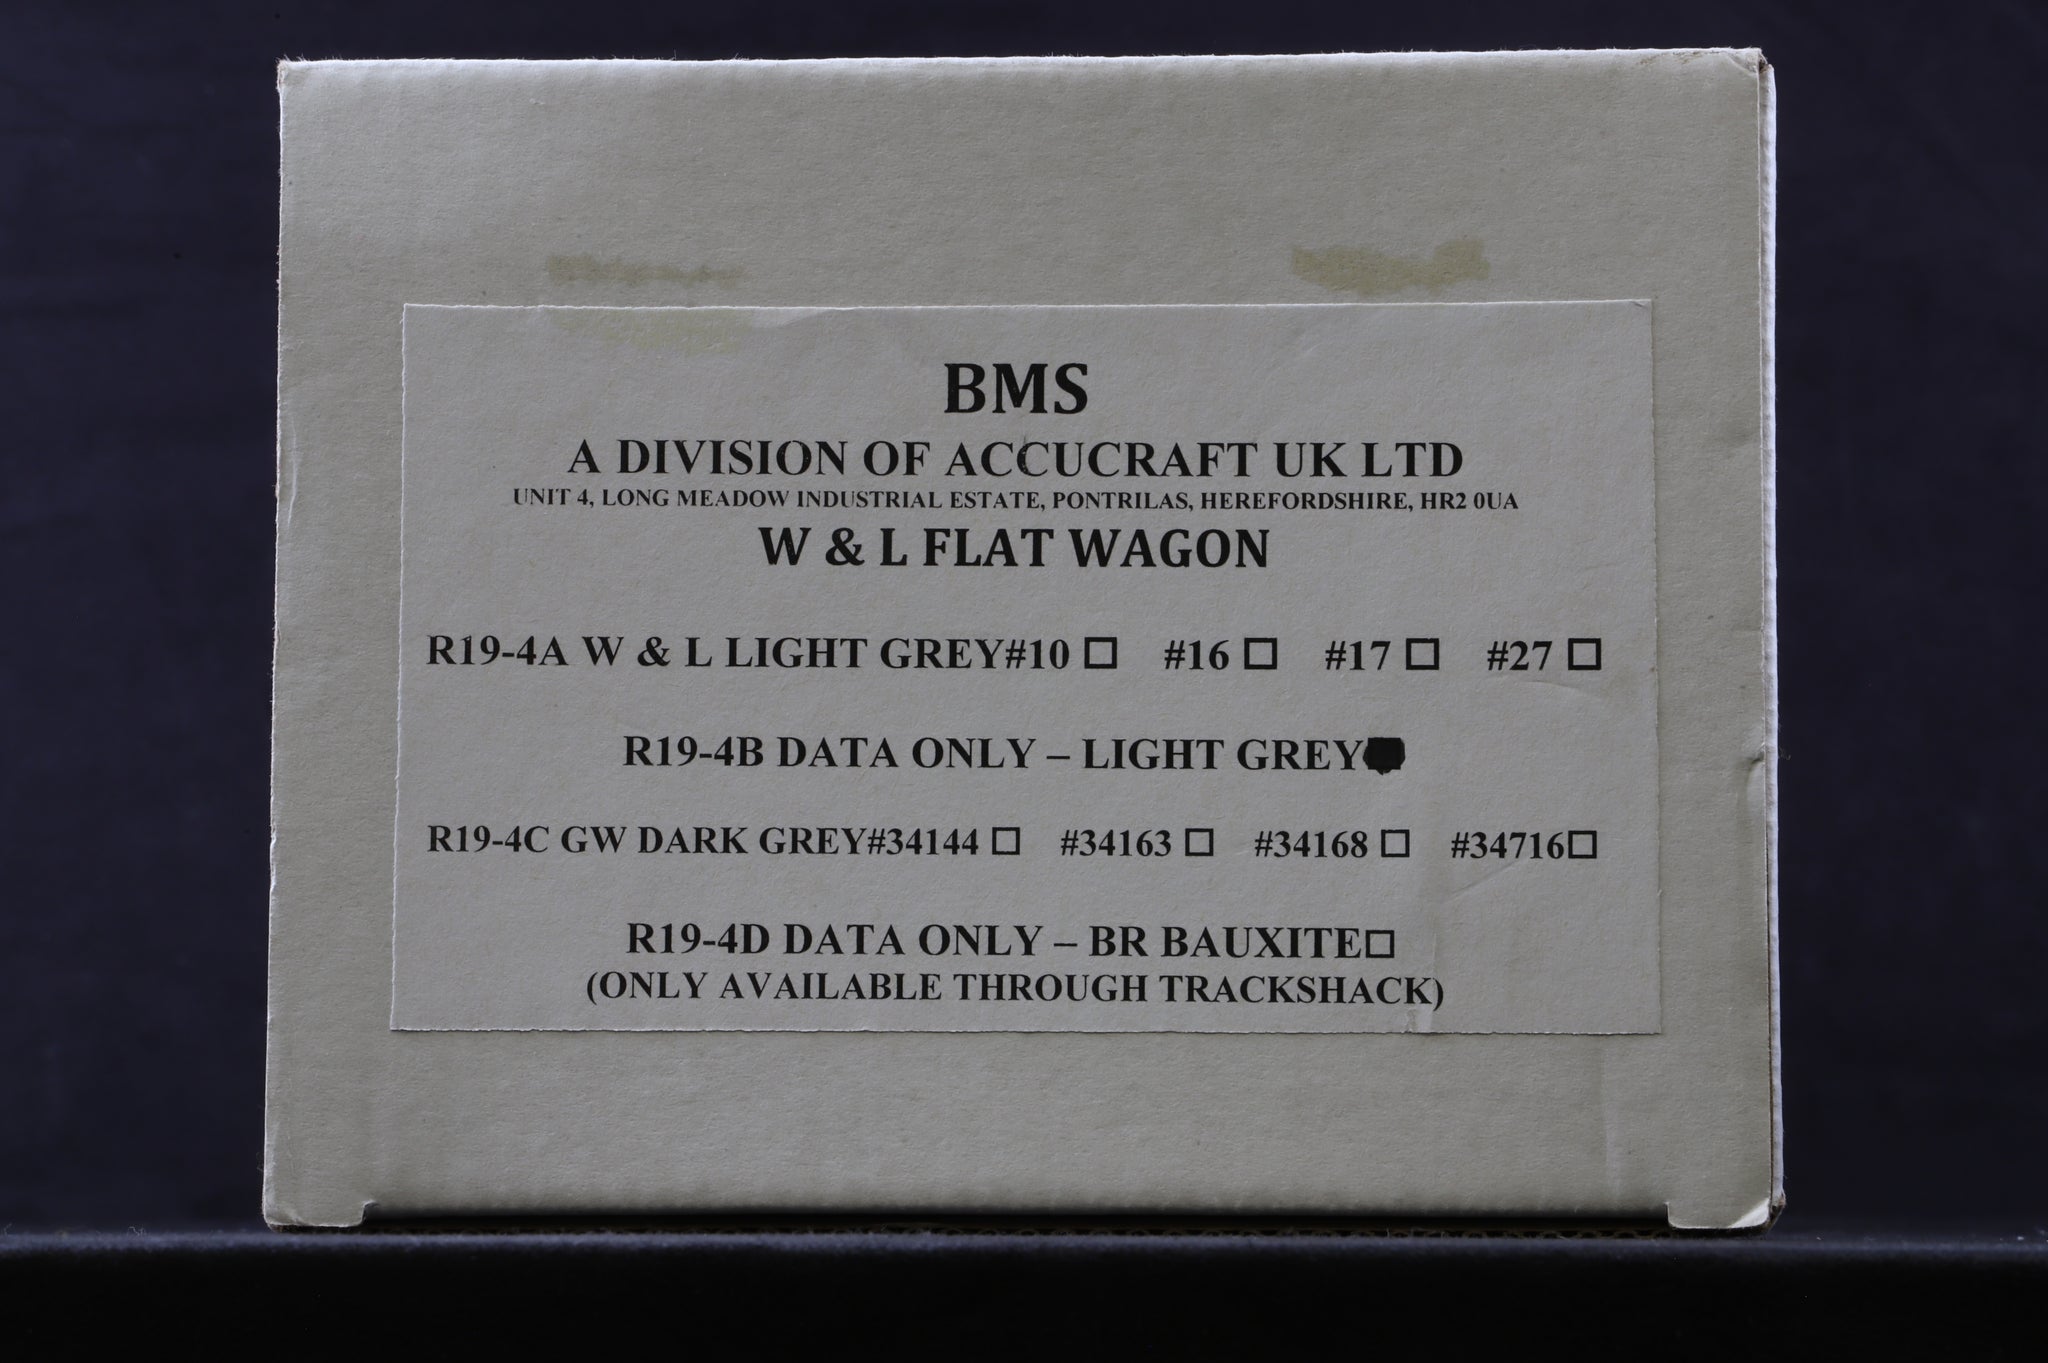 BMS
A DIVISION OF ACCUCRAFT UK LTD
UNIT 4, LONG MEADOW INDUSTRIAL ESTATE, PONTRILAS, HEREFORDSHIRE, HR2 0UA
W & L FLAT WAGON
R19-4A W & L LIGHT GREY#10 ☐ #16 ☐ #17 ☐ #27 ☐
R19-4B DATA ONLY – LIGHT GREY■
R19-4C GW DARK GREY#34144 ☐ #34163 ☐ #34168 ☐ #34716☐
R19-4D DATA ONLY – BR BAUXITE☐
(ONLY AVAILABLE THROUGH TRACKSHACK)